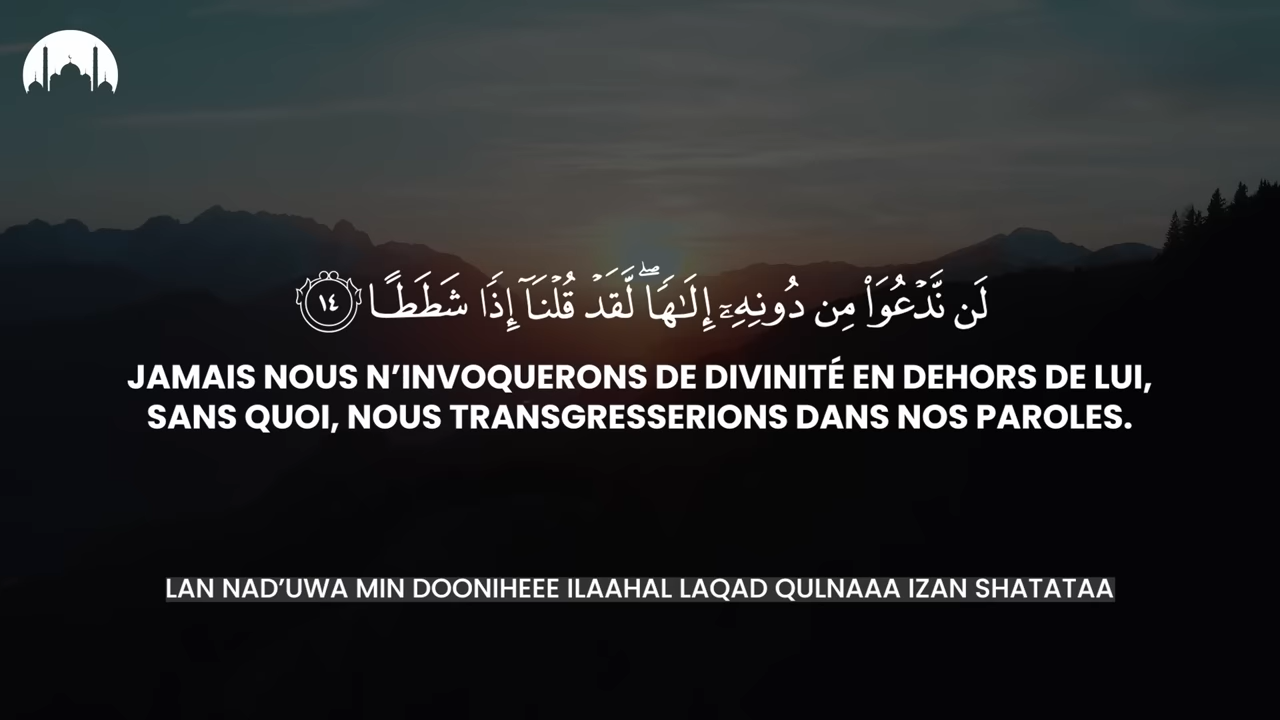 لَن نَّدْعُوَا۟ مِن دُونِهِۦٓ إِلَـٰهًا ۖ لَّقَدْ قُلْنَآ إِذًا شَطَطًا ١٤
JAMAIS NOUS N’INVOQUERONS DE DIVINITÉ EN DEHORS DE LUI,
SANS QUOI, NOUS TRANSGRESSERIONS DANS NOS PAROLES.
LAN NAD’UWA MIN DOONIHEEE ILAAHAL LAQAD QULNAAA IZAN SHATATAA